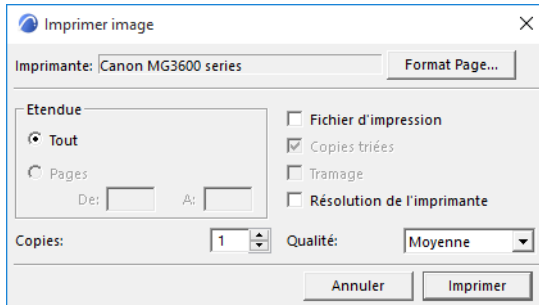 Imprimer image
Imprimante: Canon MG3600 series Format Page...
Etendue
Tout
Pages
De: A:
Fichier d'impression
Copies triées
Tramage
Résolution de l'imprimante
Copies: 1 Qualité: Moyenne
Annuler Imprimer